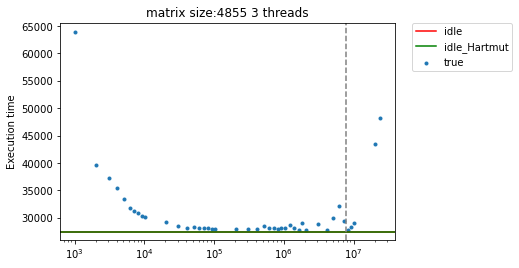 matrix size:4855 3 threads
Execution time
65000
60000
55000
50000
45000
40000
35000
30000
10³
10⁴
10⁵
10⁶
10⁷
idle
idle_Hartmut
true